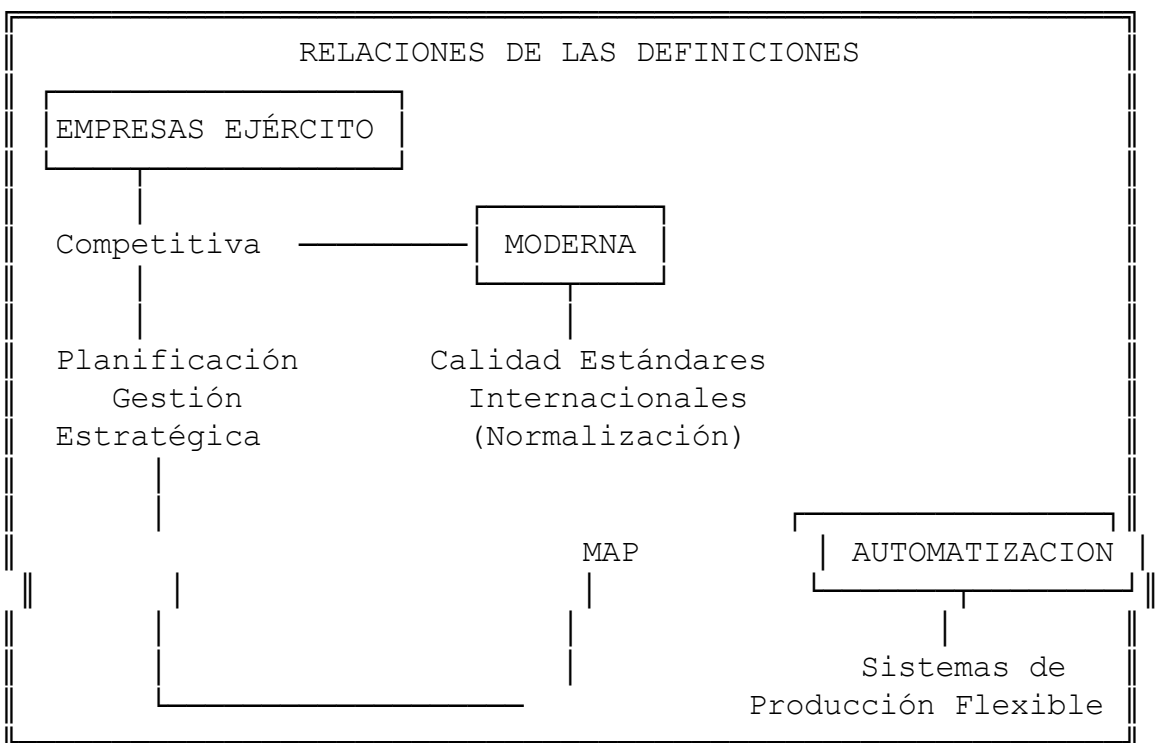 RELACIONES DE LAS DEFINICIONES
EMPRESAS EJÉRCITO
Competitiva
MODERNA
Planificación
Gestión
Estratégica
Calidad Estándares
Internacionales
(Normalización)
MAP
AUTOMATIZACION
Sistemas de
Producción Flexible